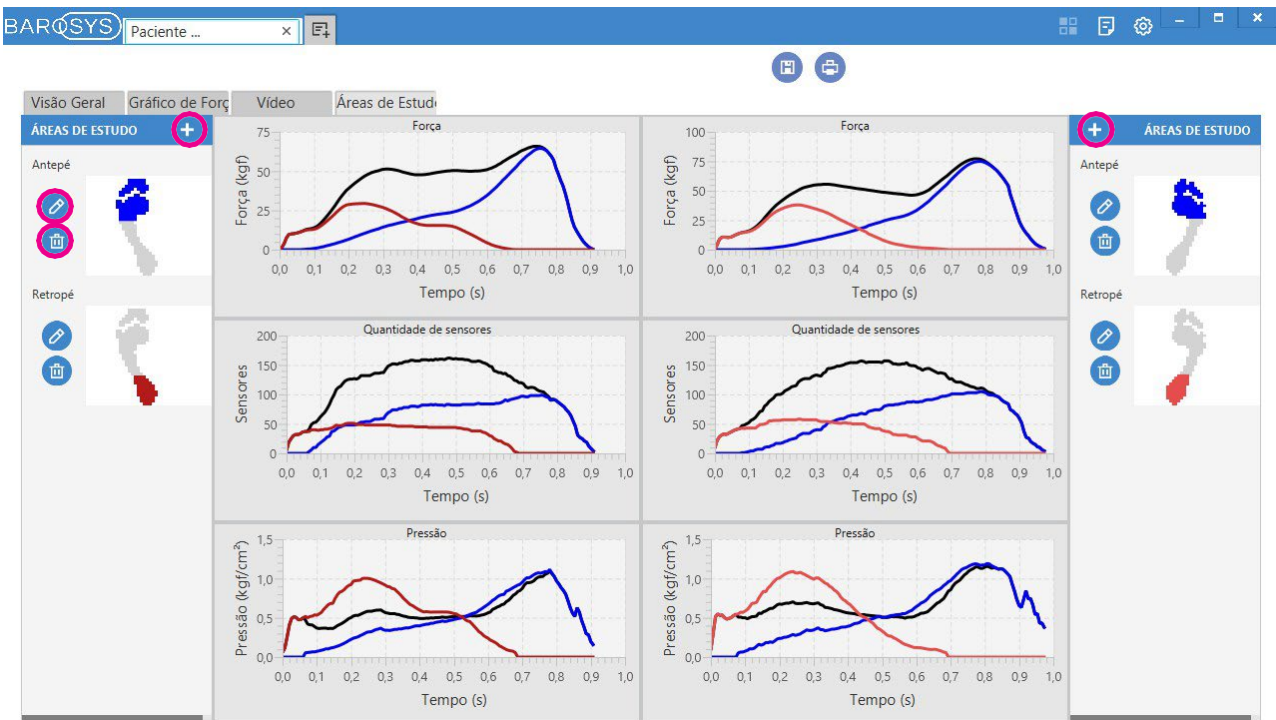 BAROSYS
Paciente ...
Visão Geral
Gráfico de Forç
Vídeo
Áreas de Estud
ÁREAS DE ESTUDO
Antepé
Retropé
Força
Força (kgf)
75
50
25
0
0,0 0,1 0,2 0,3 0,4 0,5 0,6 0,7 0,8 0,9 1,0
Tempo (s)
Força
Força (kgf)
100
75
50
25
0
0,0 0,1 0,2 0,3 0,4 0,5 0,6 0,7 0,8 0,9 1,0
Tempo (s)
Quantidade de sensores
Sensores
200
150
100
50
0
0,0 0,1 0,2 0,3 0,4 0,5 0,6 0,7 0,8 0,9 1,0
Tempo (s)
Quantidade de sensores
Sensores
200
150
100
50
0
0,0 0,1 0,2 0,3 0,4 0,5 0,6 0,7 0,8 0,9 1,0
Tempo (s)
Pressão
Pressão (kgf/cm²)
1,5
1,0
0,5
0,0
0,0 0,1 0,2 0,3 0,4 0,5 0,6 0,7 0,8 0,9 1,0
Tempo (s)
Pressão
Pressão (kgf/cm²)
1,5
1,0
0,5
0,0
0,0 0,1 0,2 0,3 0,4 0,5 0,6 0,7 0,8 0,9 1,0
Tempo (s)
ÁREAS DE ESTUDO
Antepé
Retropé